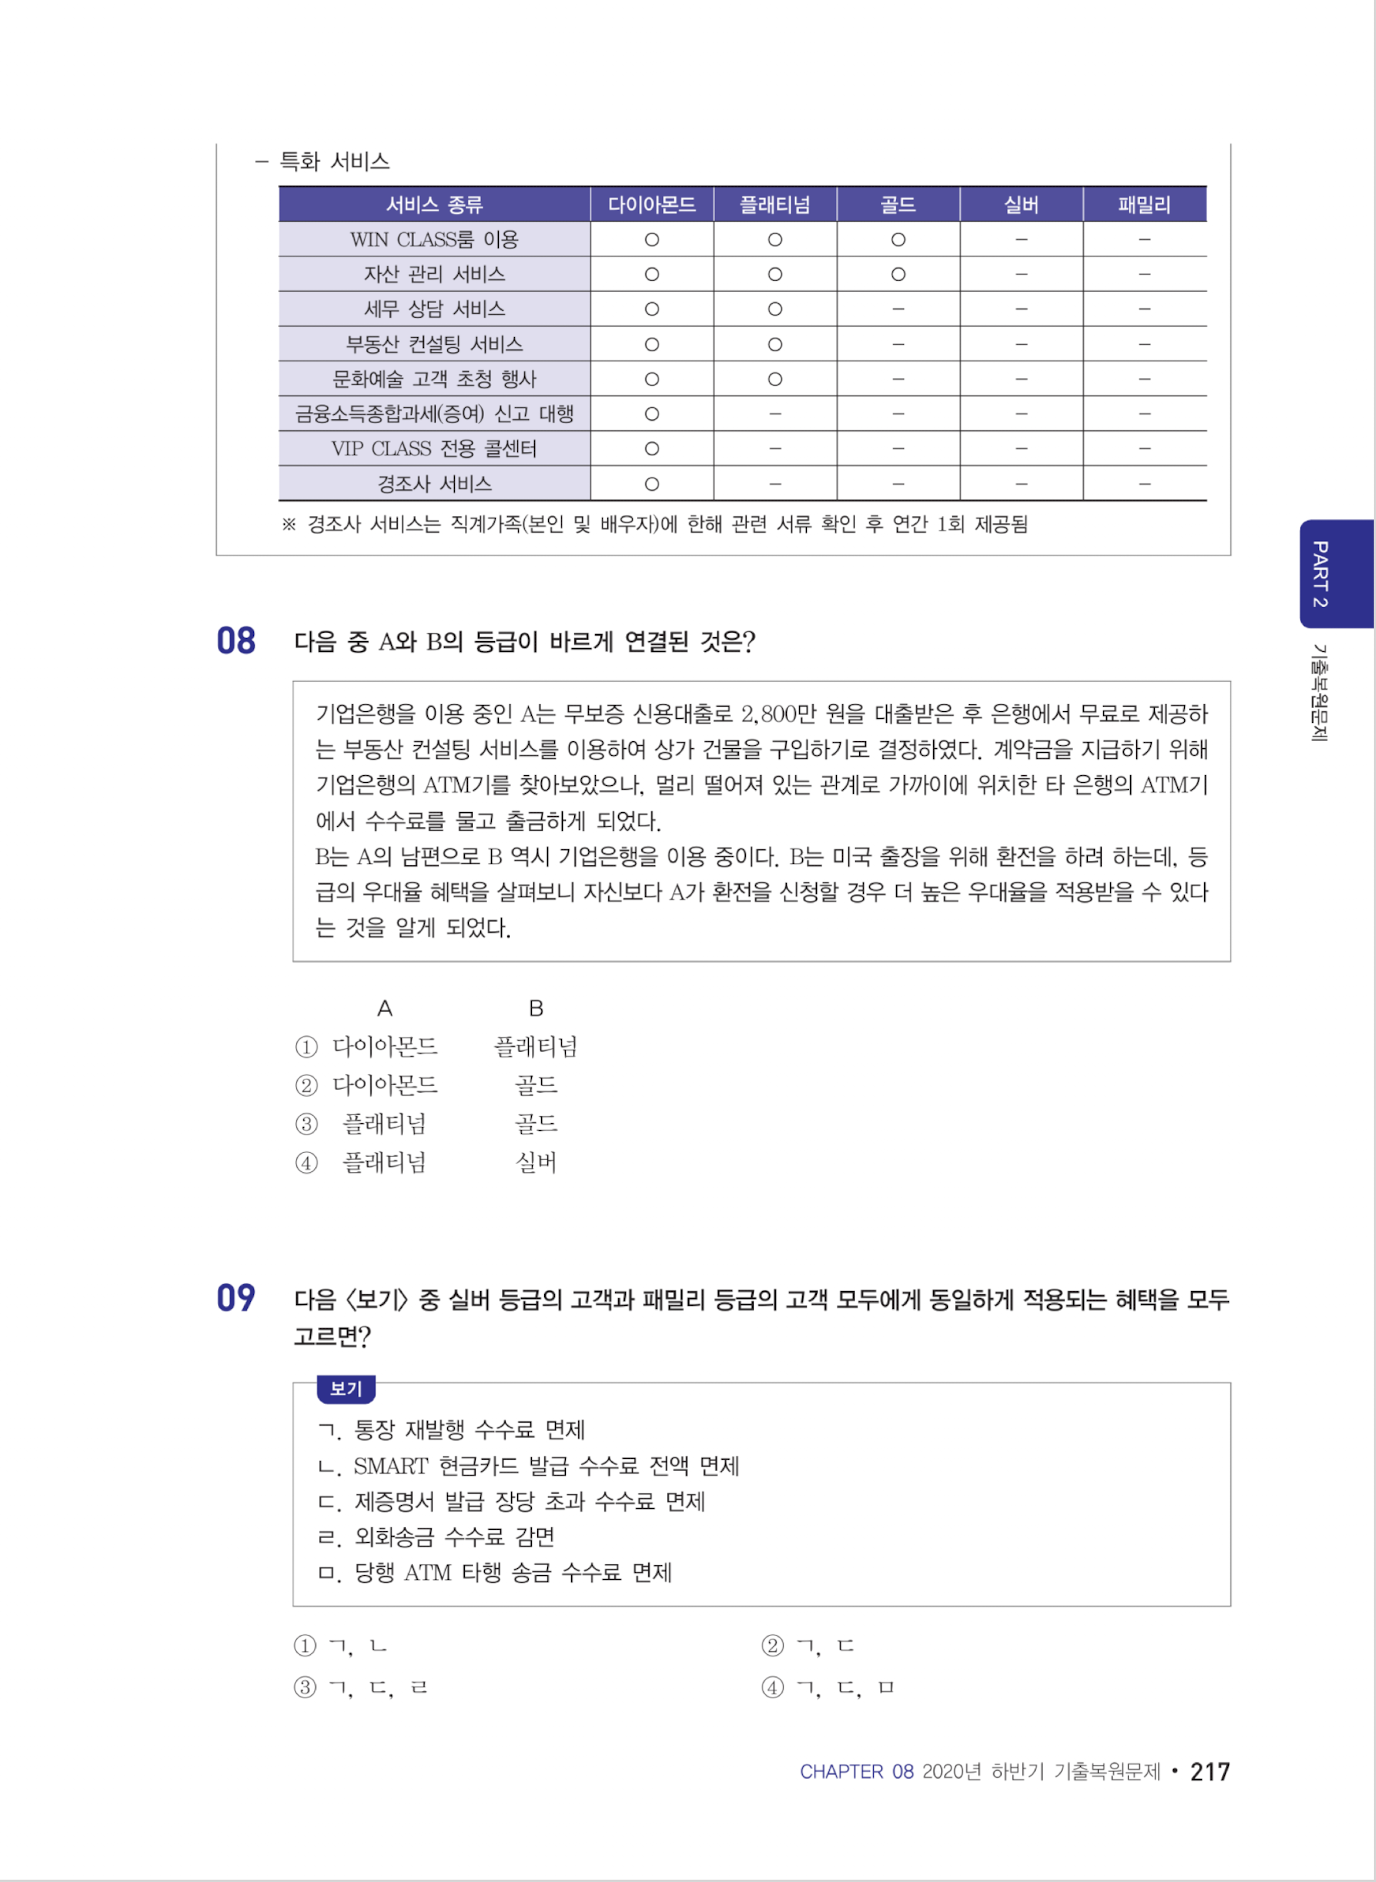 – 특화 서비스
서비스 종류 다이아몬드 플래티넘 골드 실버 패밀리
WIN CLASS룸 이용 ○ ○ ○ – –
자산 관리 서비스 ○ ○ ○ – –
세무 상담 서비스 ○ ○ – – –
부동산 컨설팅 서비스 ○ ○ – – –
문화예술 고객 초청 행사 ○ ○ – – –
금융소득종합과세(증여) 신고 대행 ○ – – – –
VIP CLASS 전용 콜센터 ○ – – – –
경조사 서비스 ○ – – – –
※ 경조사 서비스는 직계가족(본인 및 배우자)에 한해 관련 서류 확인 후 연간 1회 제공됨
PART 2
기출복원문제
08 다음 중 A와 B의 등급이 바르게 연결된 것은?
기업은행을 이용 중인 A는 무보증 신용대출로 2,800만 원을 대출받은 후 은행에서 무료로 제공하
는 부동산 컨설팅 서비스를 이용하여 상가 건물을 구입하기로 결정하였다. 계약금을 지급하기 위해
기업은행의 ATM기를 찾아보았으나, 멀리 떨어져 있는 관계로 가까이에 위치한 타 은행의 ATM기
에서 수수료를 물고 출금하게 되었다.
B는 A의 남편으로 B 역시 기업은행을 이용 중이다. B는 미국 출장을 위해 환전을 하려 하는데, 등
급의 우대율 혜택을 살펴보니 자신보다 A가 환전을 신청할 경우 더 높은 우대율을 적용받을 수 있다
는 것을 알게 되었다.
A B
① 다이아몬드 플래티넘
② 다이아몬드 골드
③ 플래티넘 골드
④ 플래티넘 실버
09 다음 〈보기〉 중 실버 등급의 고객과 패밀리 등급의 고객 모두에게 동일하게 적용되는 혜택을 모두
고르면?
보기
ㄱ. 통장 재발행 수수료 면제
ㄴ. SMART 현금카드 발급 수수료 전액 면제
ㄷ. 제증명서 발급 장당 초과 수수료 면제
ㄹ. 외화송금 수수료 감면
ㅁ. 당행 ATM 타행 송금 수수료 면제
① ㄱ, ㄴ ② ㄱ, ㄷ
③ ㄱ, ㄷ, ㄹ ④ ㄱ, ㄷ, ㅁ
CHAPTER 08 2020년 하반기 기출복원문제 • 217